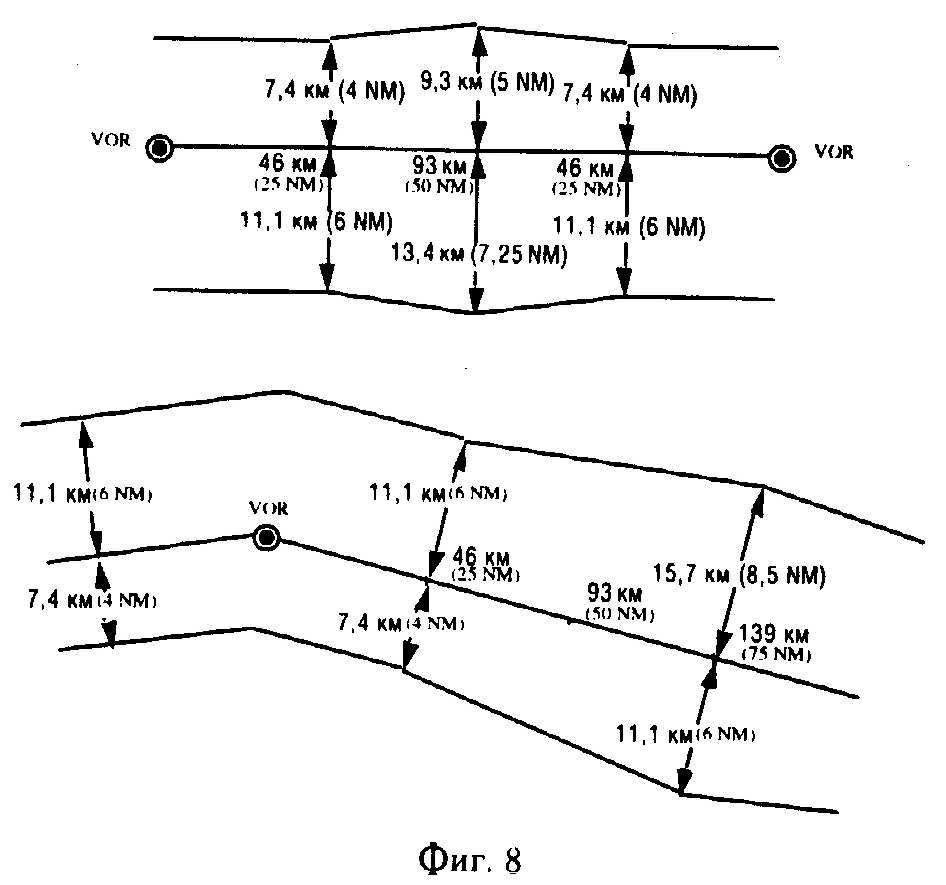 7,4 км (4 NM)
9,3 км (5 NM)
7,4 км (4 NM)
VOR
VOR
46 км
(25 NM)
93 км
(50 NM)
46 км
(25 NM)
11,1 км (6 NM)
11,1 км (6 NM)
13,4 км (7,25 NM)
11,1 км (6 NM)
VOR
11,1 км (6 NM)
46 км
(25 NM)
15,7 км (8,5 NM)
7,4 км (4 NM)
93 км
(50 NM)
7,4 км (4 NM)
139 км
(75 NM)
11,1 км (6 NM)
Фиг. 8